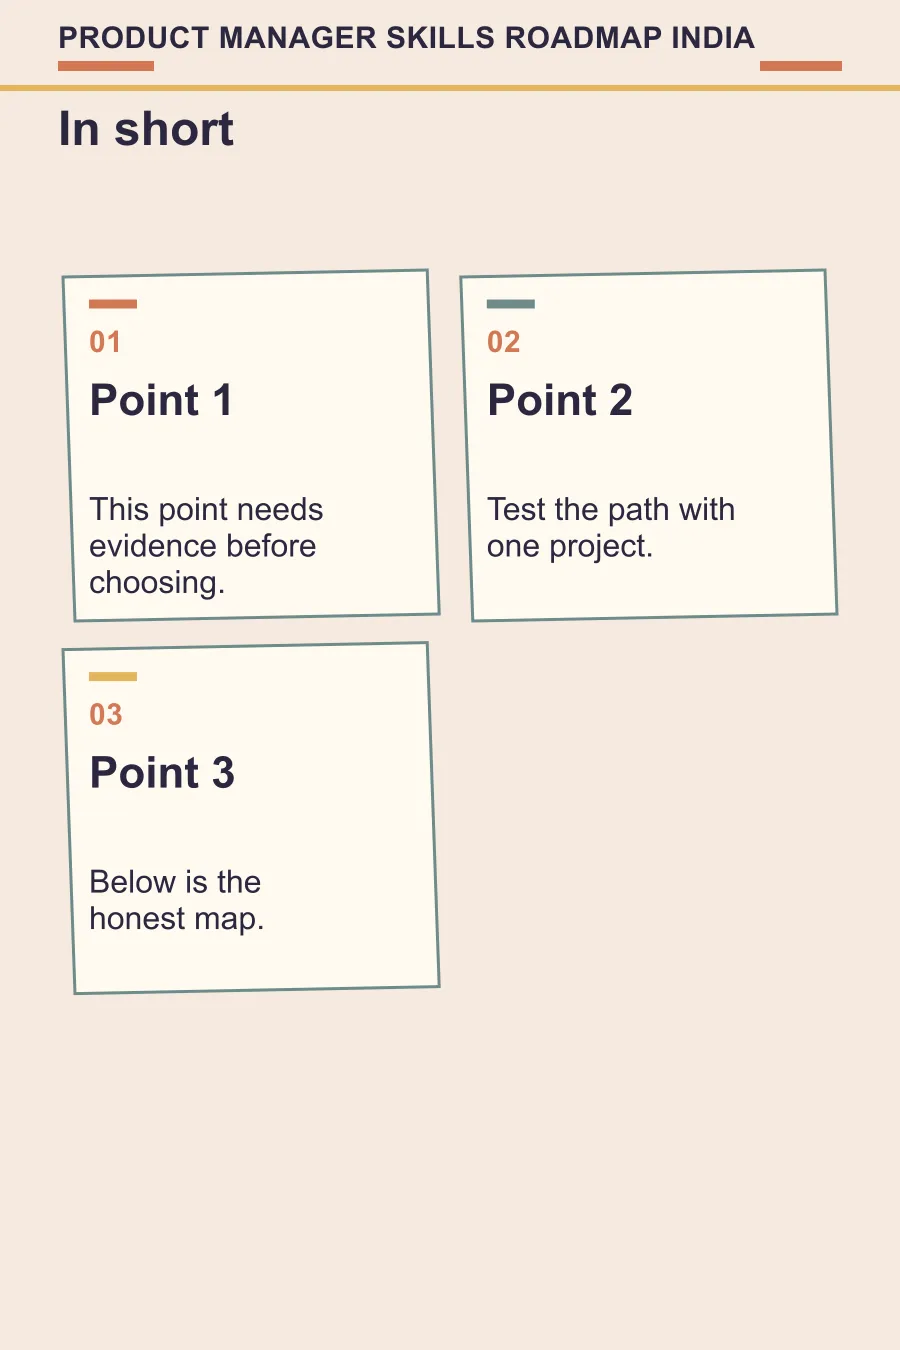 PRODUCT MANAGER SKILLS ROADMAP INDIA
In short
01
Point 1
This point needs
evidence before
choosing.
02
Point 2
Test the path with
one project.
03
Point 3
Below is the
honest map.